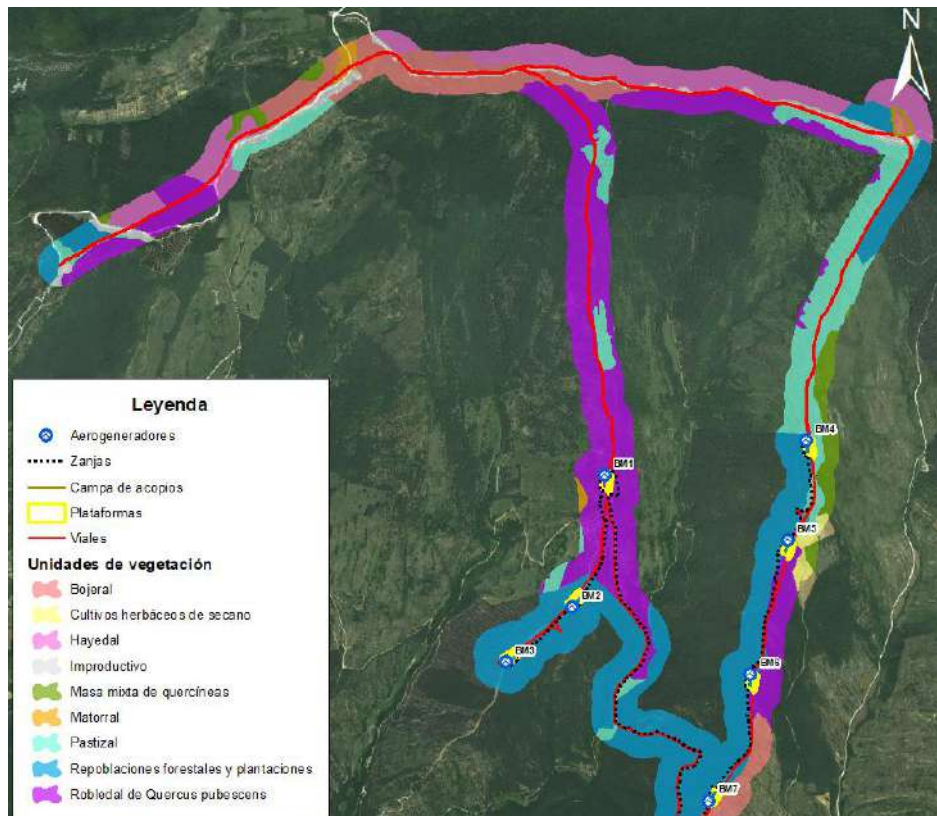 N
Leyenda
Aerogeneradores
Zanjas
Campa de acopios
Plataformas
Viales
Unidades de vegetación
Bojeral
Cultivos herbáceos de secano
Hayedal
Improductivo
Masa mixta de quercíneas
Matorral
Pastizal
Repoblaciones forestales y plantaciones
Robledal de Quercus pubescens
BM1
BM2
BM3
BM4
BM5
BM6
BM7